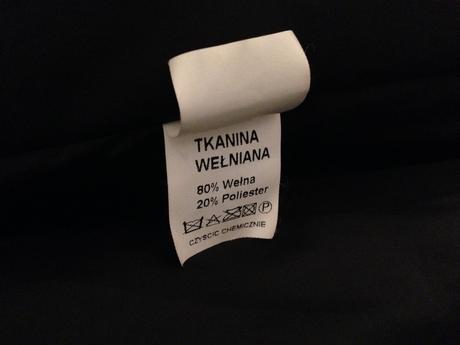 TKANINA
WEŁNIANA
80% Wełna
20% Poliester
P
CZYŚCIĆ CHEMICZNIE